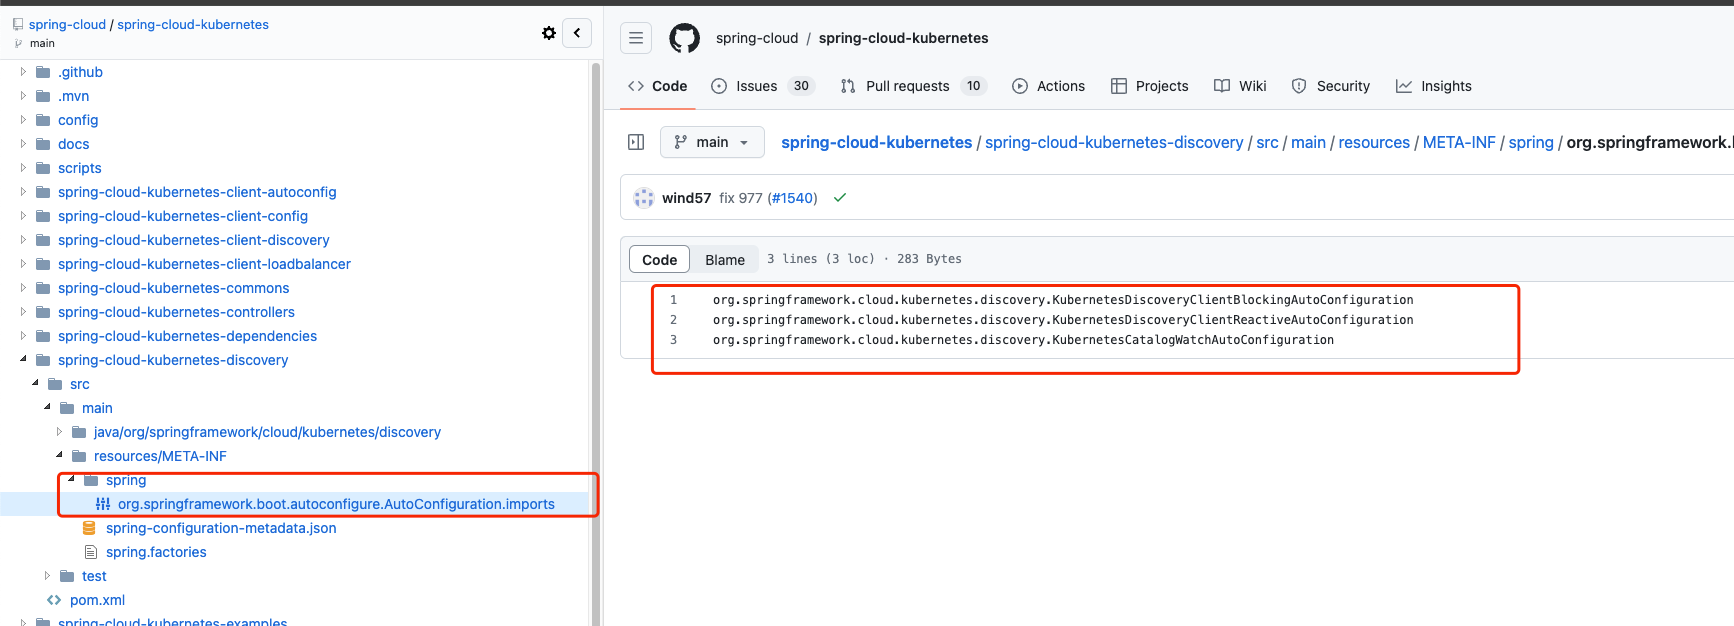 spring-cloud / spring-cloud-kubernetes
main
.github
.mvn
config
docs
scripts
spring-cloud-kubernetes-client-autoconfig
spring-cloud-kubernetes-client-config
spring-cloud-kubernetes-client-discovery
spring-cloud-kubernetes-client-loadbalancer
spring-cloud-kubernetes-commons
spring-cloud-kubernetes-controllers
spring-cloud-kubernetes-dependencies
spring-cloud-kubernetes-discovery
src
main
java/org/springframework/cloud/kubernetes/discovery
resources/META-INF
spring
org.springframework.boot.autoconfigure.AutoConfiguration.imports
spring-configuration-metadata.json
spring.factories
test
pom.xml
spring-cloud-kubernetes-examples
spring-cloud / spring-cloud-kubernetes
Code Issues 30 Pull requests 10 Actions Projects Wiki Security Insights
main spring-cloud-kubernetes / spring-cloud-kubernetes-discovery / src / main / resources / META-INF / spring / org.springframework.
wind57 fix 977 (#1540)
Code Blame 3 lines (3 loc) · 283 Bytes
1 org.springframework.cloud.kubernetes.discovery.KubernetesDiscoveryClientBlockingAutoConfiguration
2 org.springframework.cloud.kubernetes.discovery.KubernetesDiscoveryClientReactiveAutoConfiguration
3 org.springframework.cloud.kubernetes.discovery.KubernetesCatalogWatchAutoConfiguration